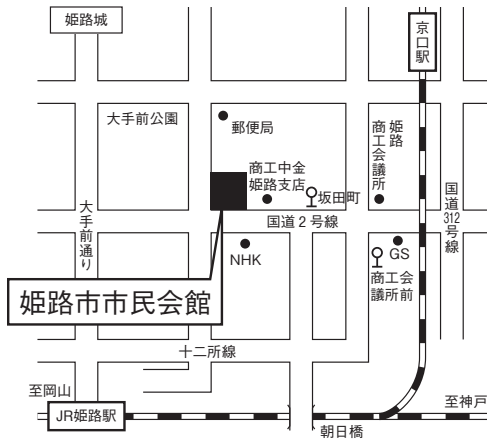 姫路城
京口駅
大手前公園
郵便局
姫路
商工会議所
商工中金
姫路支店
坂田町
大手前通り
国道2号線
国道312号線
NHK
GS
商工会
議所前
姫路市市民会館
十二所線
至岡山
JR姫路駅
至神戸
朝日橋